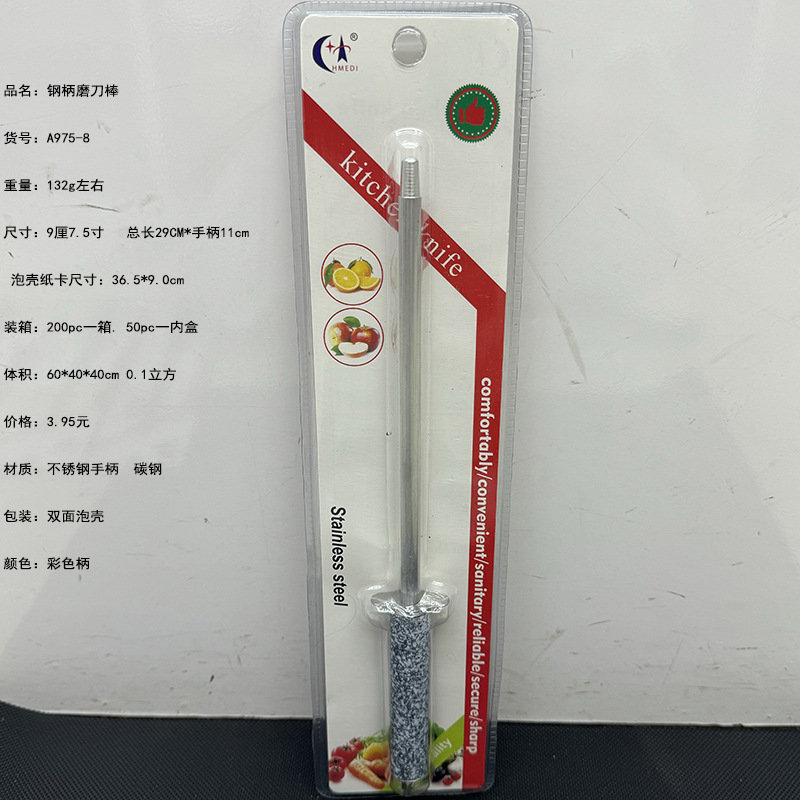 品名：钢柄磨刀棒
货号：A975-8
重量：132g左右
尺寸：9厘7.5寸 总长29CM*手柄11cm
泡壳纸卡尺寸：36.5*9.0cm
装箱：200pc一箱. 50pc一内盒
体积：60*40*40cm 0.1立方
价格：3.95元
材质：不锈钢手柄 碳钢
包装：双面泡壳
颜色：彩色柄
®
HMEDI
kitchen knife
comfortably/convenient/sanitary/reliable/secure/sharp
Stainless steel